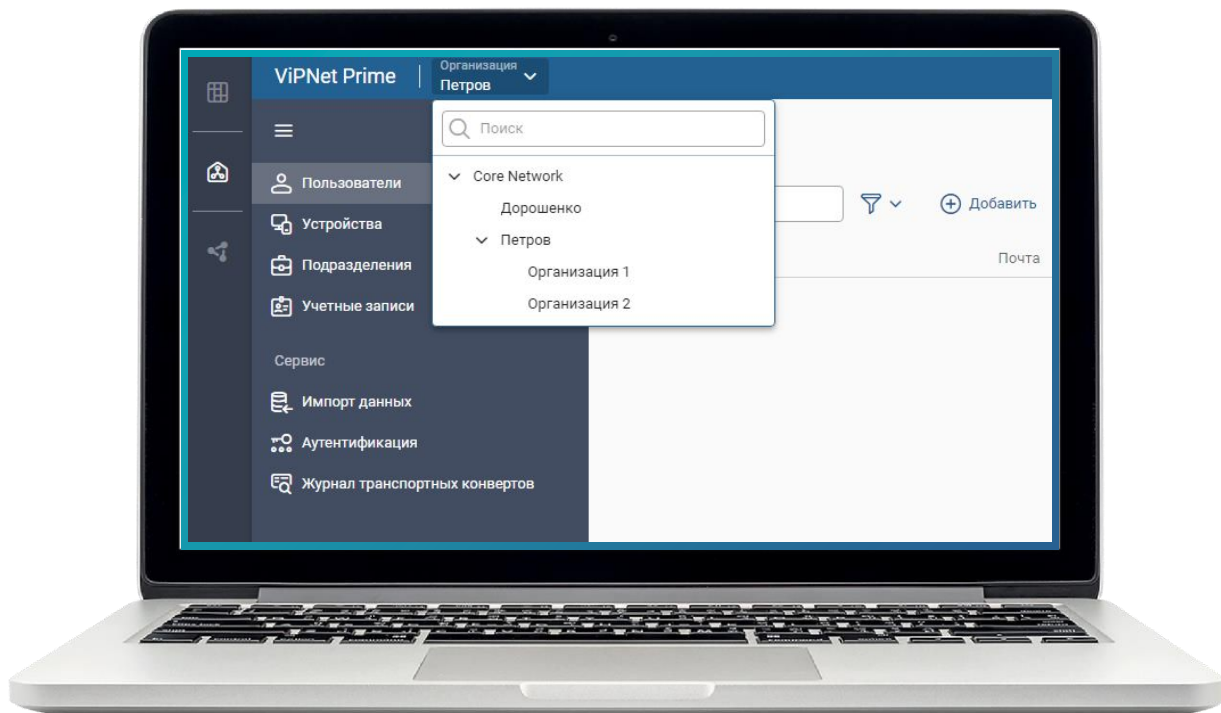 ViPNet Prime
Организация
Петров
Поиск
Пользователи
Core Network
Дорошенко
Добавить
Устройства
Петров
Подразделения
Организация 1
Почта
Учетные записи
Организация 2
Сервис
Импорт данных
Аутентификация
Журнал транспортных конвертов